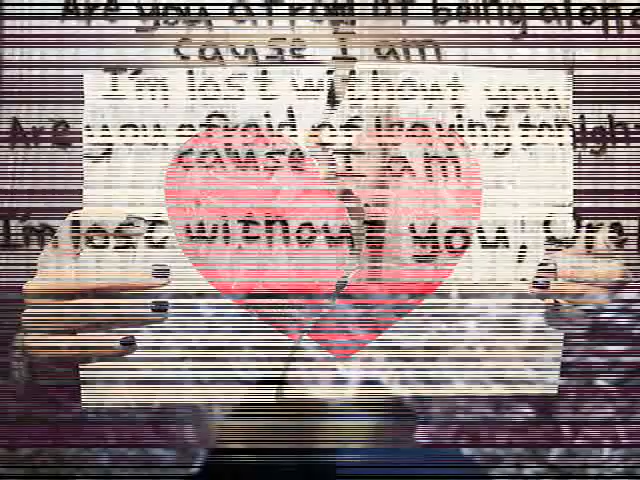 Are you afraid of being alone
cause I am
I'm lost without you
Are you afraid of leaving tonight
cause I am
I'm lost without you,